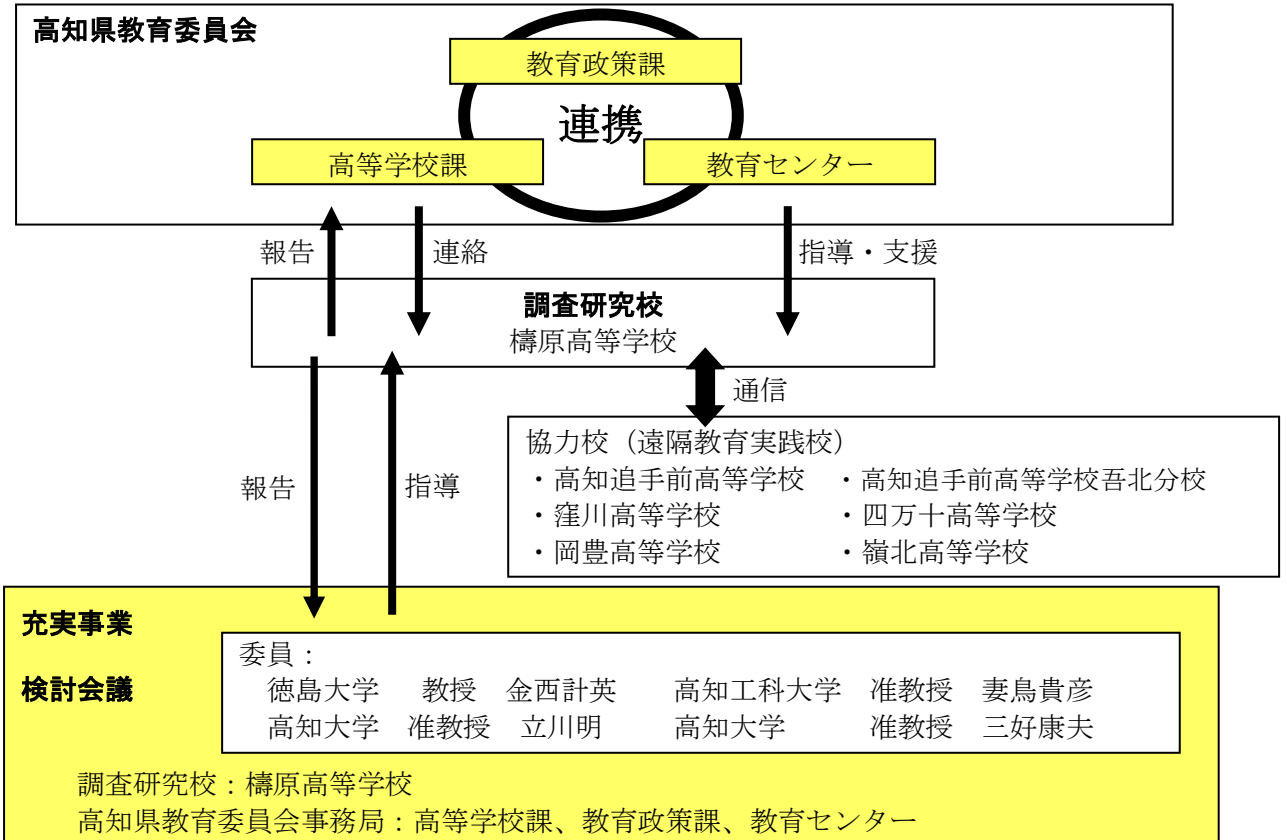 高知県教育委員会
教育政策課
連携
高等学校課
教育センター
報告
連絡
指導・支援
調査研究校
檮原高等学校
通信
協力校（遠隔教育実践校）
・高知追手前高等学校 ・高知追手前高等学校吾北分校
・窪川高等学校 ・四万十高等学校
・岡豊高等学校 ・嶺北高等学校
報告
指導
充実事業
検討会議
委員：
徳島大学 教授 金西計英 高知工科大学 准教授 妻鳥貴彦
高知大学 准教授 立川明 高知大学 准教授 三好康夫
調査研究校：檮原高等学校
高知県教育委員会事務局：高等学校課、教育政策課、教育センター